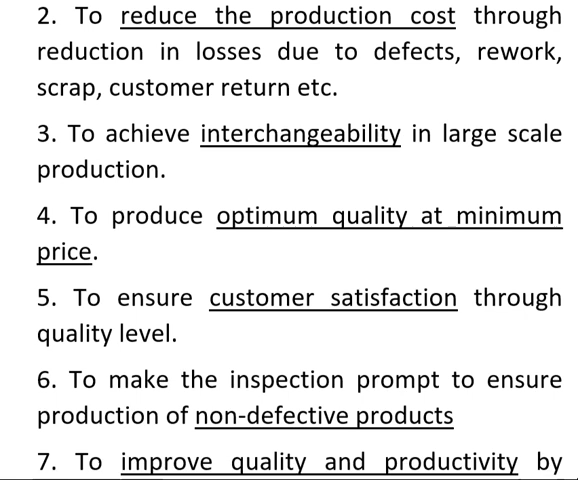 2. To reduce the production cost through
reduction in losses due to defects, rework,
scrap, customer return etc.
3. To achieve interchangeability in large scale
production.
4. To produce optimum quality at minimum
price.
5. To ensure customer satisfaction through
quality level.
6. To make the inspection prompt to ensure
production of non-defective products
7. To improve quality and productivity by